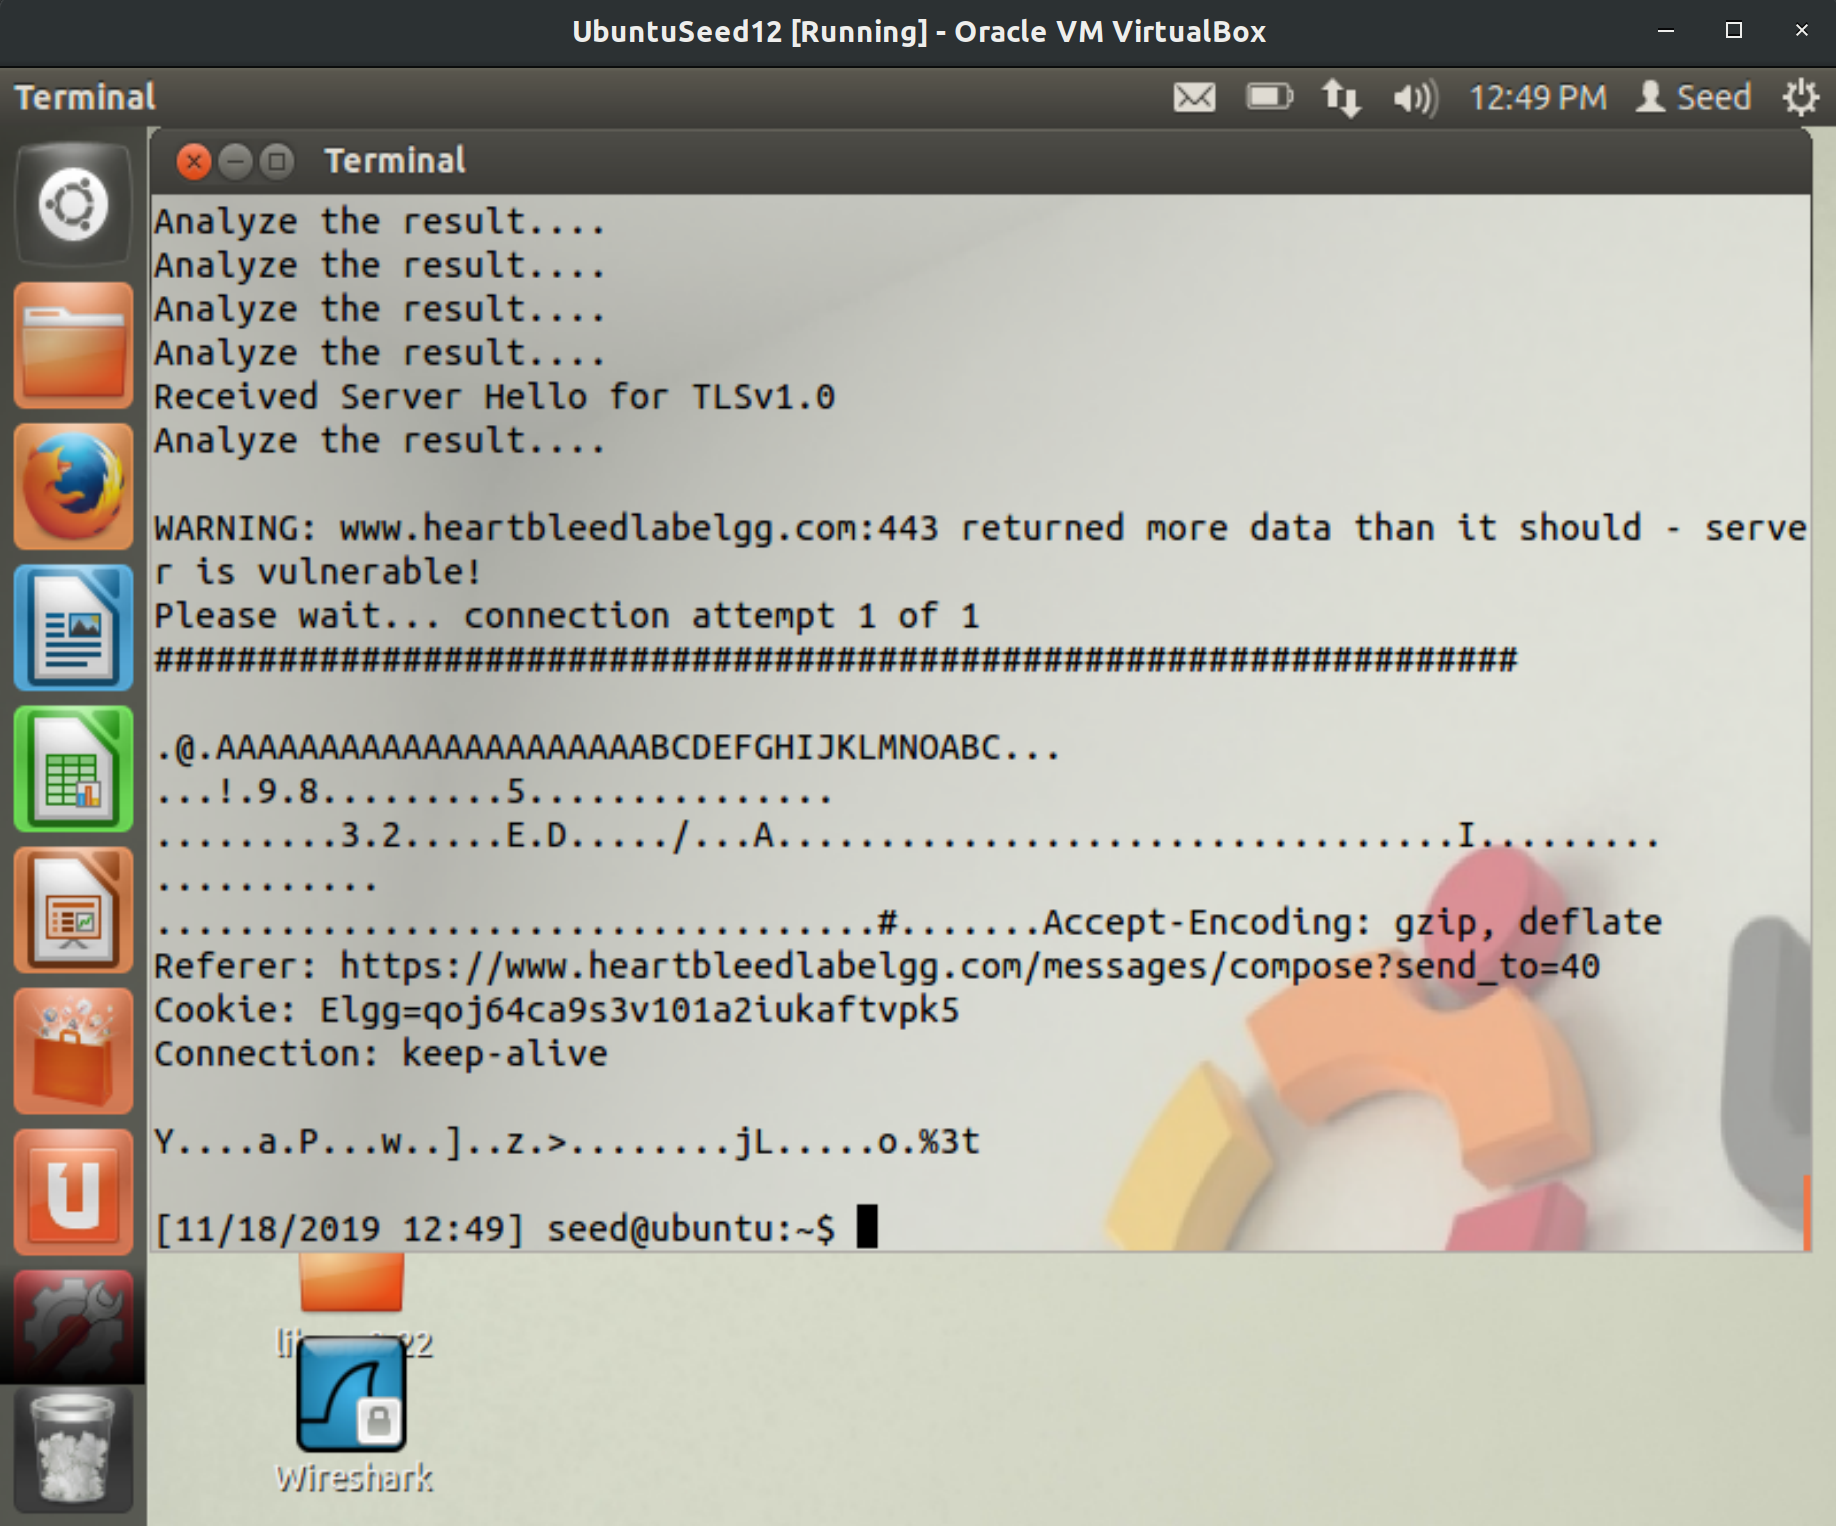 UbuntuSeed12 [Running] - Oracle VM VirtualBox
Terminal
12:49 PM
Seed
Terminal
Analyze the result....
Analyze the result....
Analyze the result....
Analyze the result....
Received Server Hello for TLSv1.0
Analyze the result....
WARNING: www.heartbleedlabelgg.com:443 returned more data than it should - serve
r is vulnerable!
Please wait... connection attempt 1 of 1
##################################################################
.@.AAAAAAAAAAAAAAAAAAAAABCDEFGHIJKLMNOABC...
...!.9.8.........5...............
.........3.2.....E.D...../...A.................................I.........
...........
...................................#.......Accept-Encoding: gzip, deflate
Referer: https://www.heartbleedlabelgg.com/messages/compose?send_to=40
Cookie: Elgg=qoj64ca9s3v101a2iukaftvpk5
Connection: keep-alive
Y....a.P...w..]..z.>........jL.....o.%3t
[11/18/2019 12:49] seed@ubuntu:~$
Wireshark